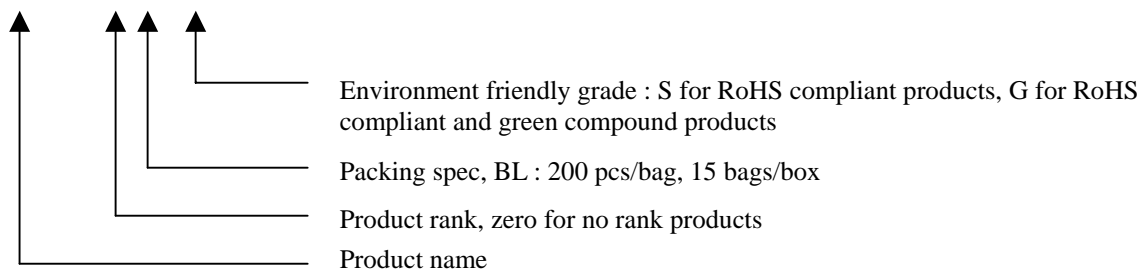 Environment friendly grade : S for RoHS compliant products, G for RoHS
compliant and green compound products
Packing spec, BL : 200 pcs/bag, 15 bags/box
Product rank, zero for no rank products
Product name